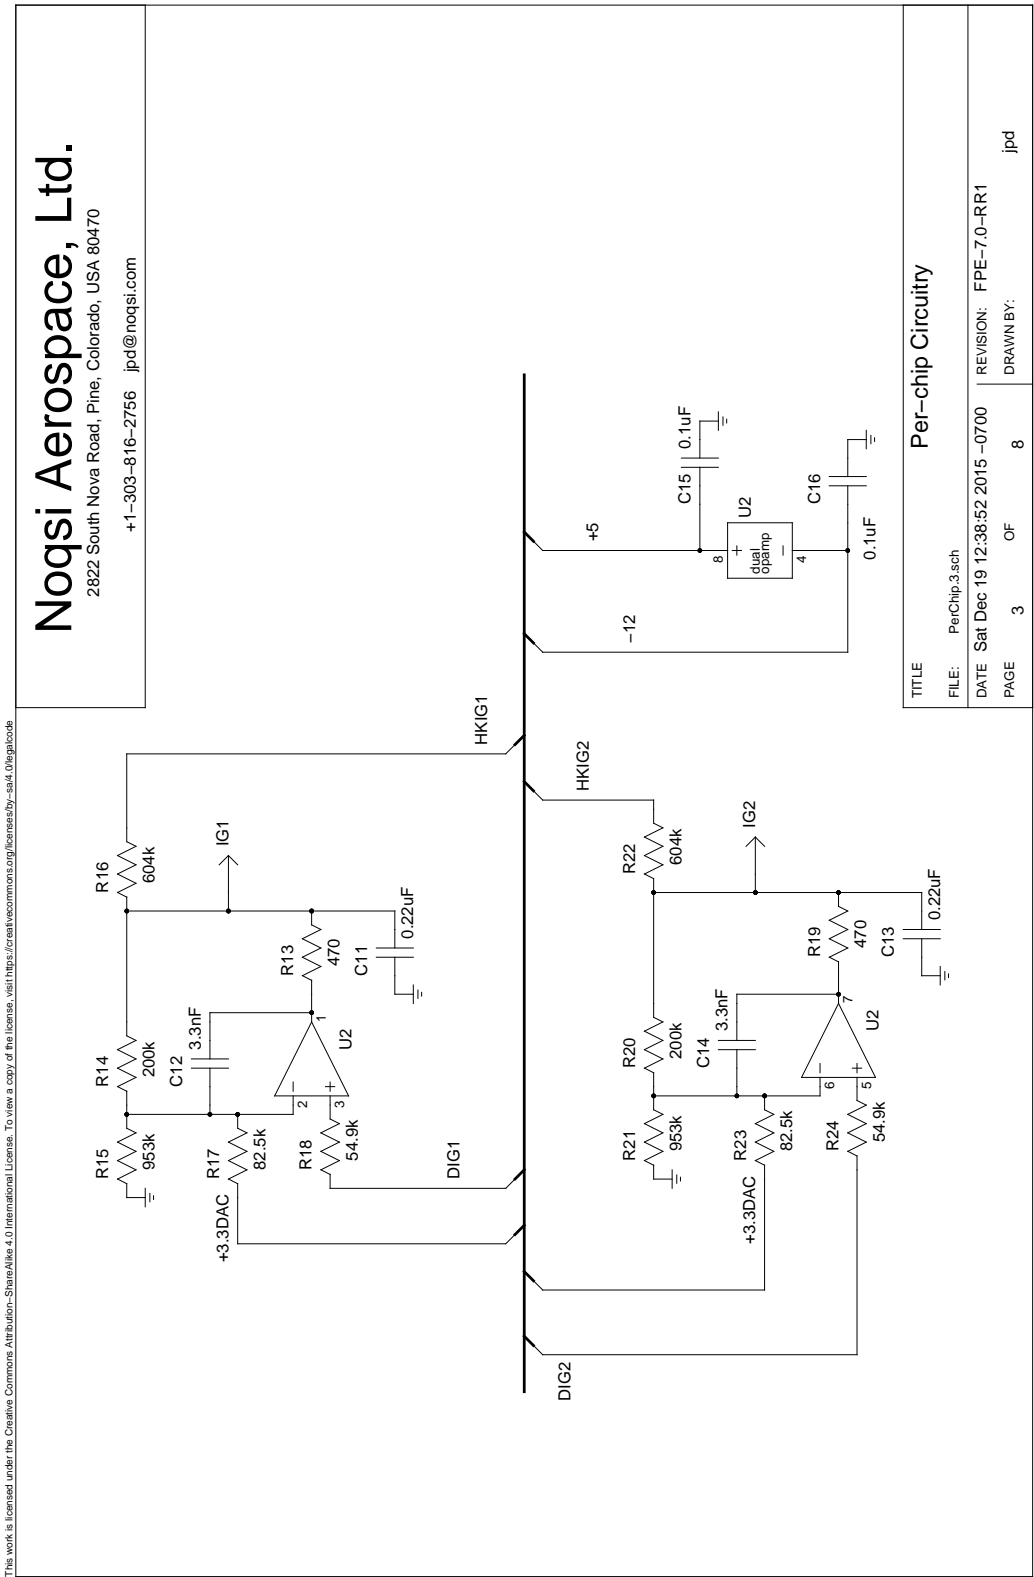 This work is licensed under the Creative Commons Attribution−ShareAlike 4.0 International License. To view a copy of the license, visit https://creativecommons.org/licenses/by−sa/4.0/legalcode
Noqsi Aerospace, Ltd.
2822 South Nova Road, Pine, Colorado, USA 80470
+1−303−816−2756 jpd@noqsi.com
R15
953k
R14
200k
R16
604k
HKIG1
R17
82.5k
+3.3DAC
C12
3.3nF
IG1
R18
54.9k
2
3
−
+
1
U2
R13
470
C11
0.22uF
DIG1
DIG2
HKIG2
−12
+5
R21
953k
R20
200k
R22
604k
R23
82.5k
+3.3DAC
C14
3.3nF
IG2
R24
54.9k
6
5
−
+
7
U2
R19
470
C13
0.22uF
C15
0.1uF
U2
8
+
dual
opamp
−
4
C16
0.1uF
TITLE
Per−chip Circuitry
FILE: PerChip.3.sch
DATE Sat Dec 19 12:38:52 2015 −0700
REVISION: FPE−7.0−RR1
PAGE 3 OF 8
DRAWN BY: jpd